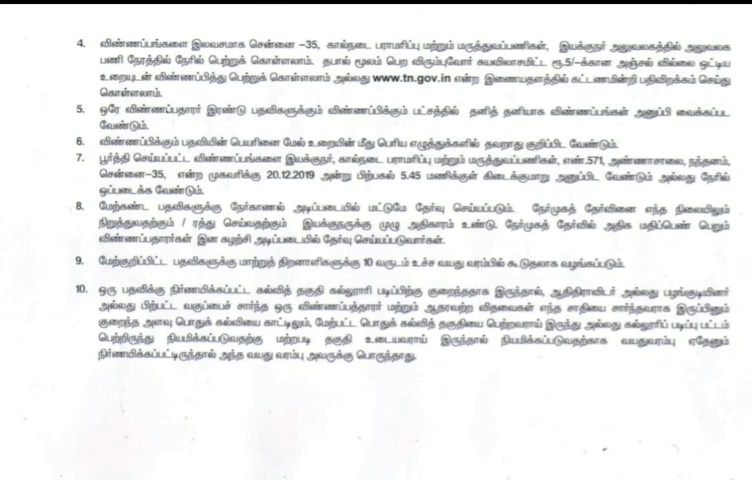 4. விண்ணப்பங்களை இலவசமாக சென்னை –35, கால்நடை பராமரிப்பு மற்றும் மருத்துவப்பணிகள், இயக்குநர் அலுவலகத்தில் அலுவலக
பணி நேரத்தில் நேரில் பெற்றுக் கொள்ளலாம். தபால் மூலம் பெற விரும்புவோர் சுயவிலாசமிட்ட ரூ.5/–க்கான அஞ்சல் வில்லை ஒட்டிய
உறையுடன் விண்ணப்பித்து பெற்றுக் கொள்ளலாம் அல்லது www.tn.gov.in என்ற இணையதளத்தில் கட்டணமின்றி பதிவிறக்கம் செய்து
கொள்ளலாம்.
5. ஒரே விண்ணப்பதாரர் இரண்டு பதவிகளுக்கும் விண்ணப்பிக்கும் பட்சத்தில் தனித் தனியாக விண்ணப்பங்கள் அனுப்பி வைக்கப்பட
வேண்டும்.
6. விண்ணப்பிக்கும் பதவியின் பெயரினை மேல் உறையின் மீது பெரிய எழுத்துக்களில் தவறாது குறிப்பிட வேண்டும்.
7. பூர்த்தி செய்யப்பட்ட விண்ணப்பங்களை இயக்குநர், கால்நடை பராமரிப்பு மற்றும் மருத்துவப்பணிகள், எண்.571, அண்ணாசாலை, நந்தனம்,
சென்னை–35, என்ற முகவரிக்கு 20.12.2019 அன்று பிற்பகல் 5.45 மணிக்குள் கிடைக்குமாறு அனுப்பிட வேண்டும் அல்லது நேரில்
ஒப்படைக்க வேண்டும்.
8. மேற்கண்ட பதவிகளுக்கு நேர்காணல் அடிப்படையில் மட்டுமே தேர்வு செய்யப்படும். நேர்முகத் தேர்வினை எந்த நிலையிலும்
நிறுத்துவதற்கும் / ரத்து செய்வதற்கும் இயக்குநருக்கு முழு அதிகாரம் உண்டு. நேர்முகத் தேர்வில் அதிக மதிப்பெண் பெறும்
விண்ணப்பதாரர்கள் இன சுழற்சி அடிப்படையில் தேர்வு செய்யப்படுவார்கள்.
9. மேற்குறிப்பிட்ட பதவிகளுக்கு மாற்றுத் திறனாளிகளுக்கு 10 வருடம் உச்ச வயது வரம்பில் கூடுதலாக வழங்கப்படும்.
10. ஒரு பதவிக்கு நிர்ணயிக்கப்பட்ட கல்வித் தகுதி கல்லூரி படிப்பிற்கு குறைந்ததாக இருந்தால், ஆதிதிராவிடர் அல்லது பழங்குடியினர்
அல்லது பிற்பட்ட வகுப்பைச் சார்ந்த ஒரு விண்ணப்பத்தாரர் மற்றும் ஆதரவற்ற விதவைகள் எந்த சாதியை சார்ந்தவராக இருப்பினும்
குறைந்த அளவு பொதுக் கல்வியை காட்டிலும், மேற்பட்ட பொதுக் கல்வித் தகுதியை பெற்றவராய் இருந்து அல்லது கல்லூரிப் படிப்பு பட்டம்
பெற்றிருந்து நியமிக்கப்படுவதற்கு மற்றபடி தகுதி உடையவராய் இருந்தால் நியமிக்கப்படுவதற்காக வயதுவரம்பு ஏதேனும்
நிர்ணயிக்கப்பட்டிருந்தால் அந்த வயது வரம்பு அவருக்கு பொருந்தாது.